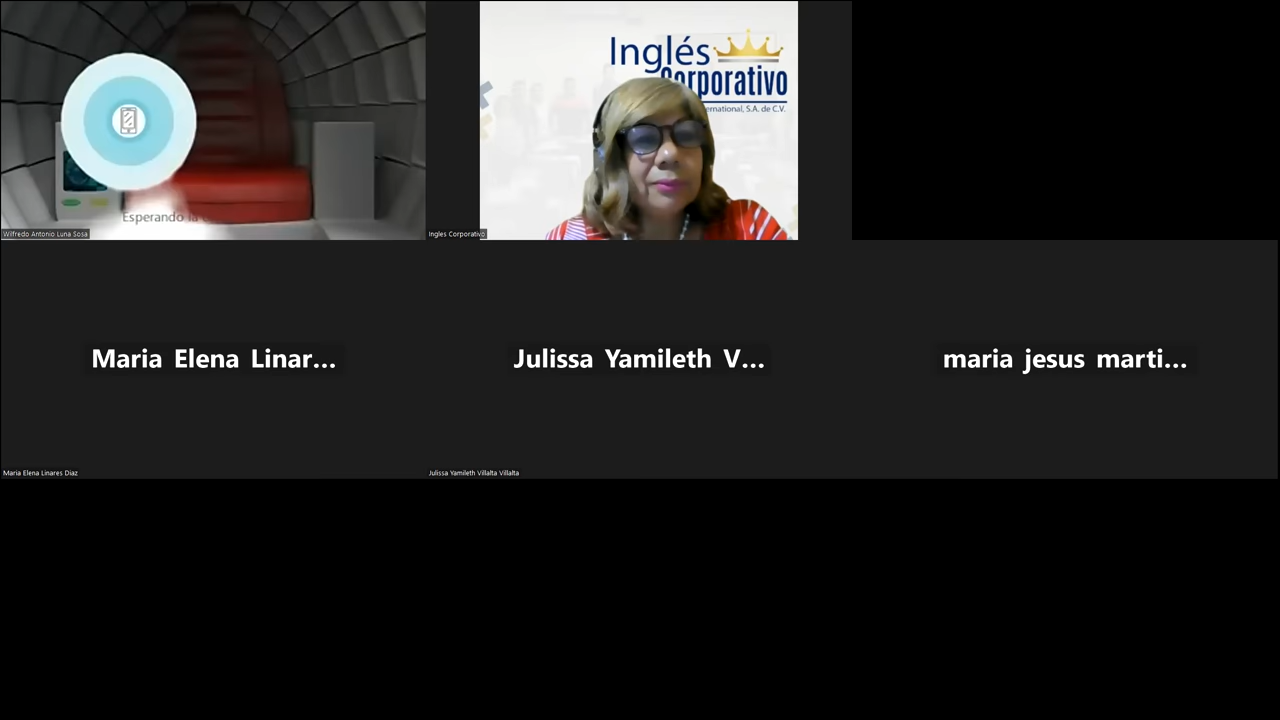 Esperando la
Wilfredo Antonio Luna Sosa
Inglés
Corporativo
ernational, S.A. de C.V.
Ingles Corporativo
Maria Elena Linar...
Julissa Yamileth V...
maria jesus marti...
Maria Elena Linares Diaz
Julissa Yamileth Villalta Villalta